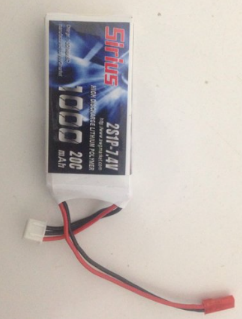 Sirius
2S1P-7.4V
HIGH DISCHARGE LITHIUM POLYMER
1000 20C
mAh